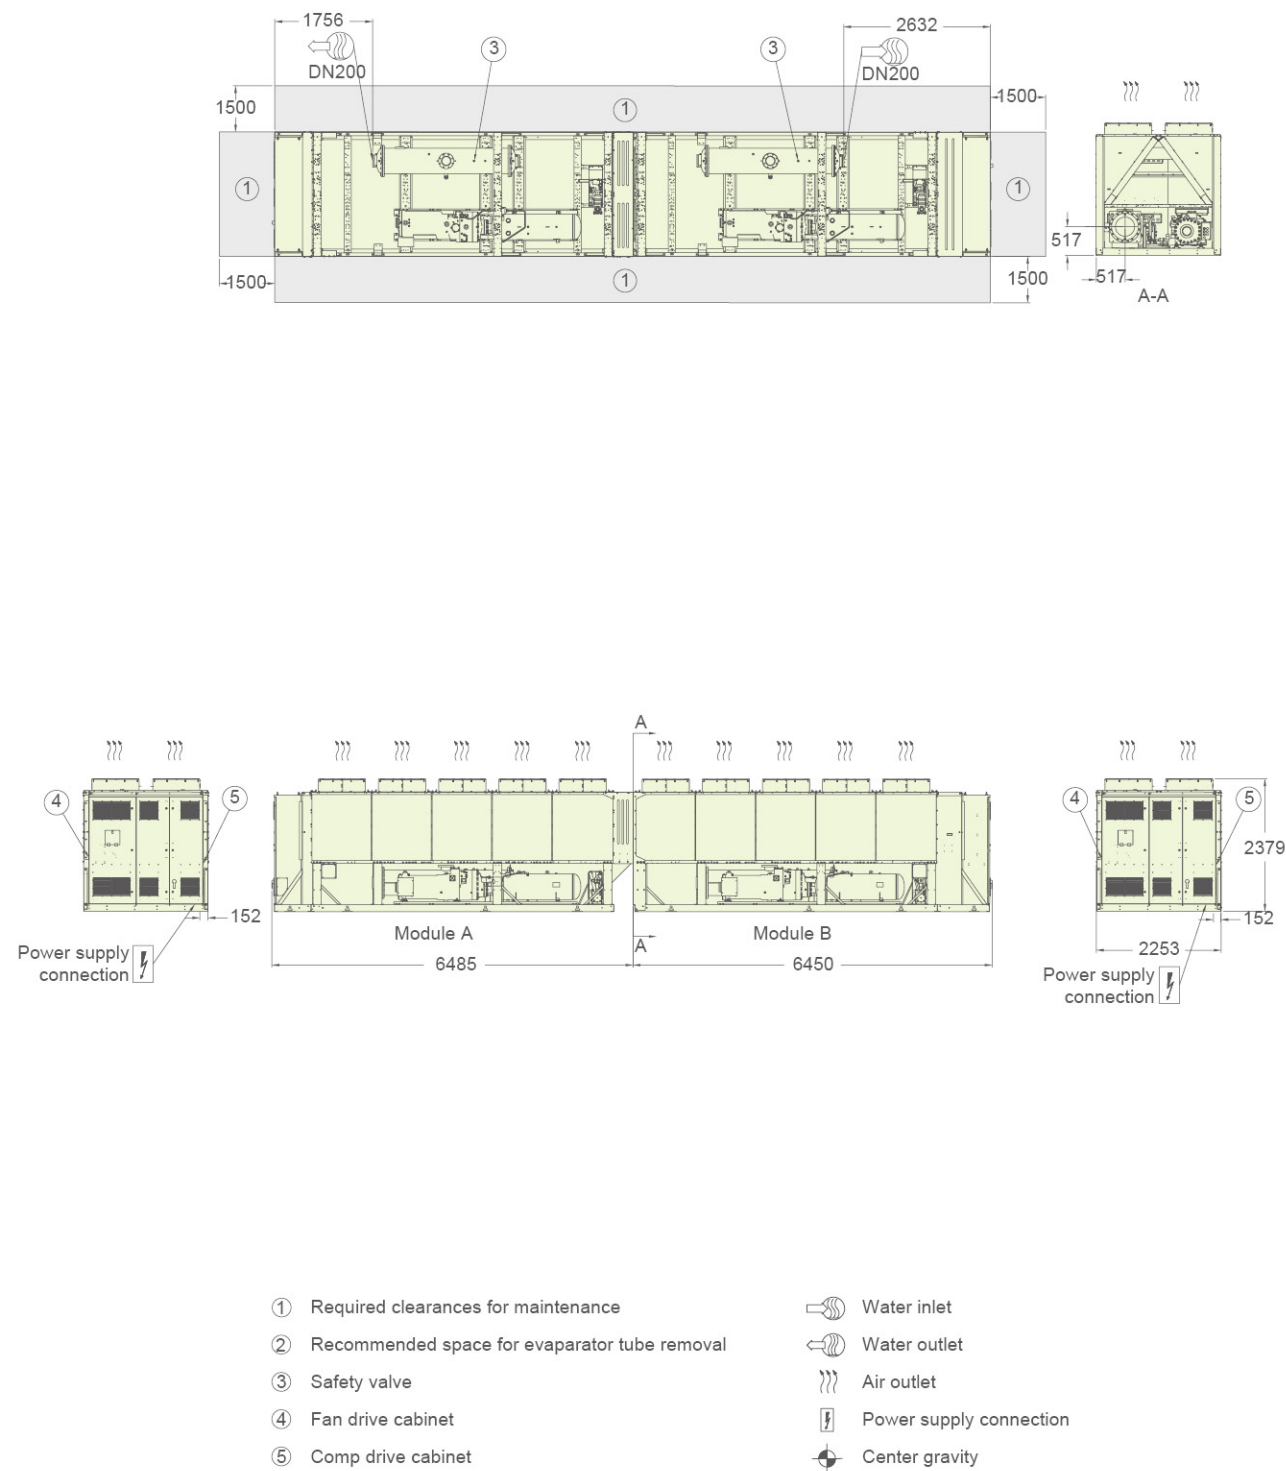 1756
2632
3
3
DN200
DN200
1500
1
1500
1
1
517
1500
1
1500
517
A-A
A
4
5
4
5
2379
152
Module A
Module B
A
152
Power supply
connection
6485
6450
2253
Power supply
connection
1 Required clearances for maintenance
Water inlet
2 Recommended space for evaparator tube removal
Water outlet
3 Safety valve
Air outlet
4 Fan drive cabinet
Power supply connection
5 Comp drive cabinet
Center gravity